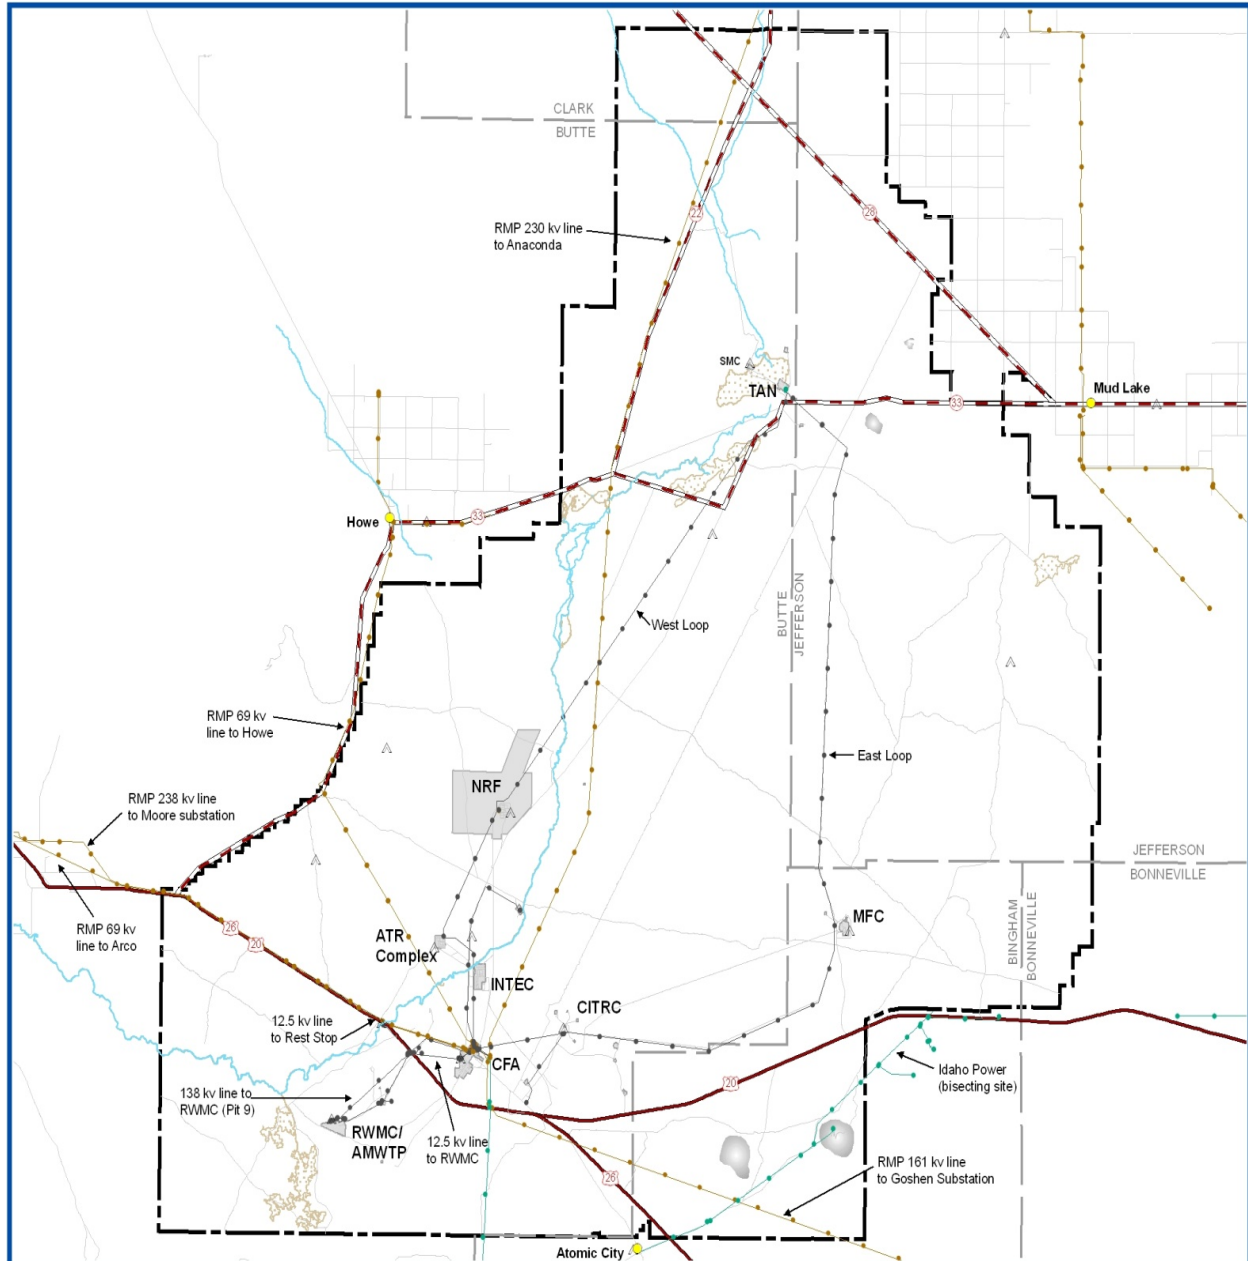 CLARK
BUTTE
RMP 230 kv line
to Anaconda
22
28
SMC
TAN
Mud Lake
33
Howe
33
West Loop
BUTTE
JEFFERSON
RMP 69 kv
line to Howe
East Loop
NRF
RMP 238 kv line
to Moore substation
JEFFERSON
BONNEVILLE
RMP 69 kv
line to Arco
26
20
ATR
Complex
MFC
BINGHAM
BONNEVILLE
INTEC
CITRC
12.5 kv line
to Rest Stop
CFA
Idaho Power
(bisecting site)
20
138 kv line to
RWMC (Pit 9)
RWMC/
AMWTP
12.5 kv line
to RWMC
26
RMP 161 kv line
to Goshen Substation
Atomic City